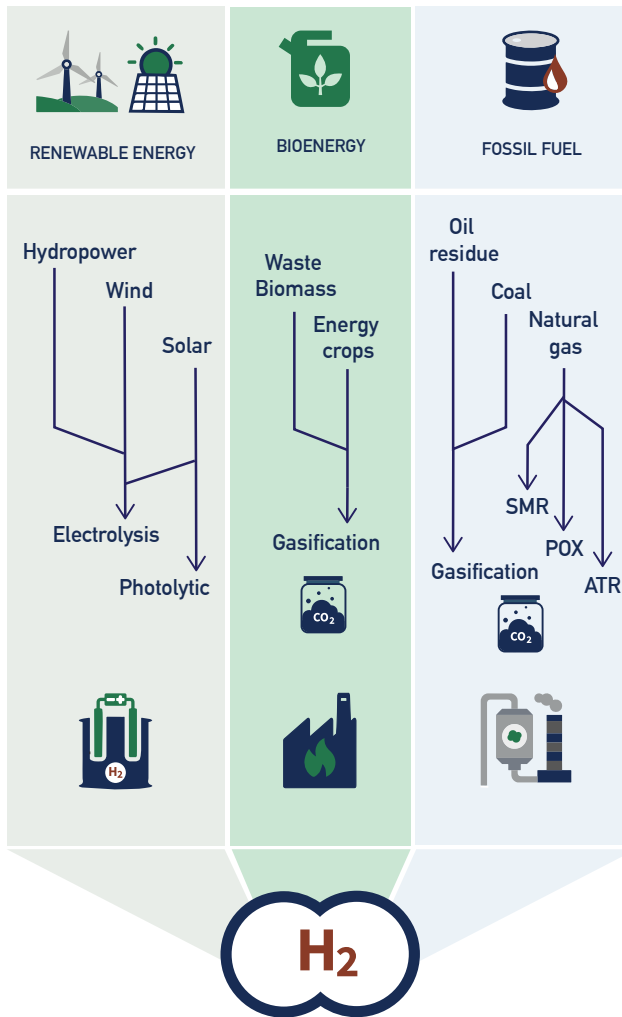 RENEWABLE ENERGY
BIOENERGY
FOSSIL FUEL
Hydropower
Wind
Solar
Electrolysis
Photolytic
H2
Waste
Biomass
Energy
crops
Gasification
CO2
Oil
residue
Coal
Natural
gas
SMR
POX
ATR
Gasification
CO2
H2